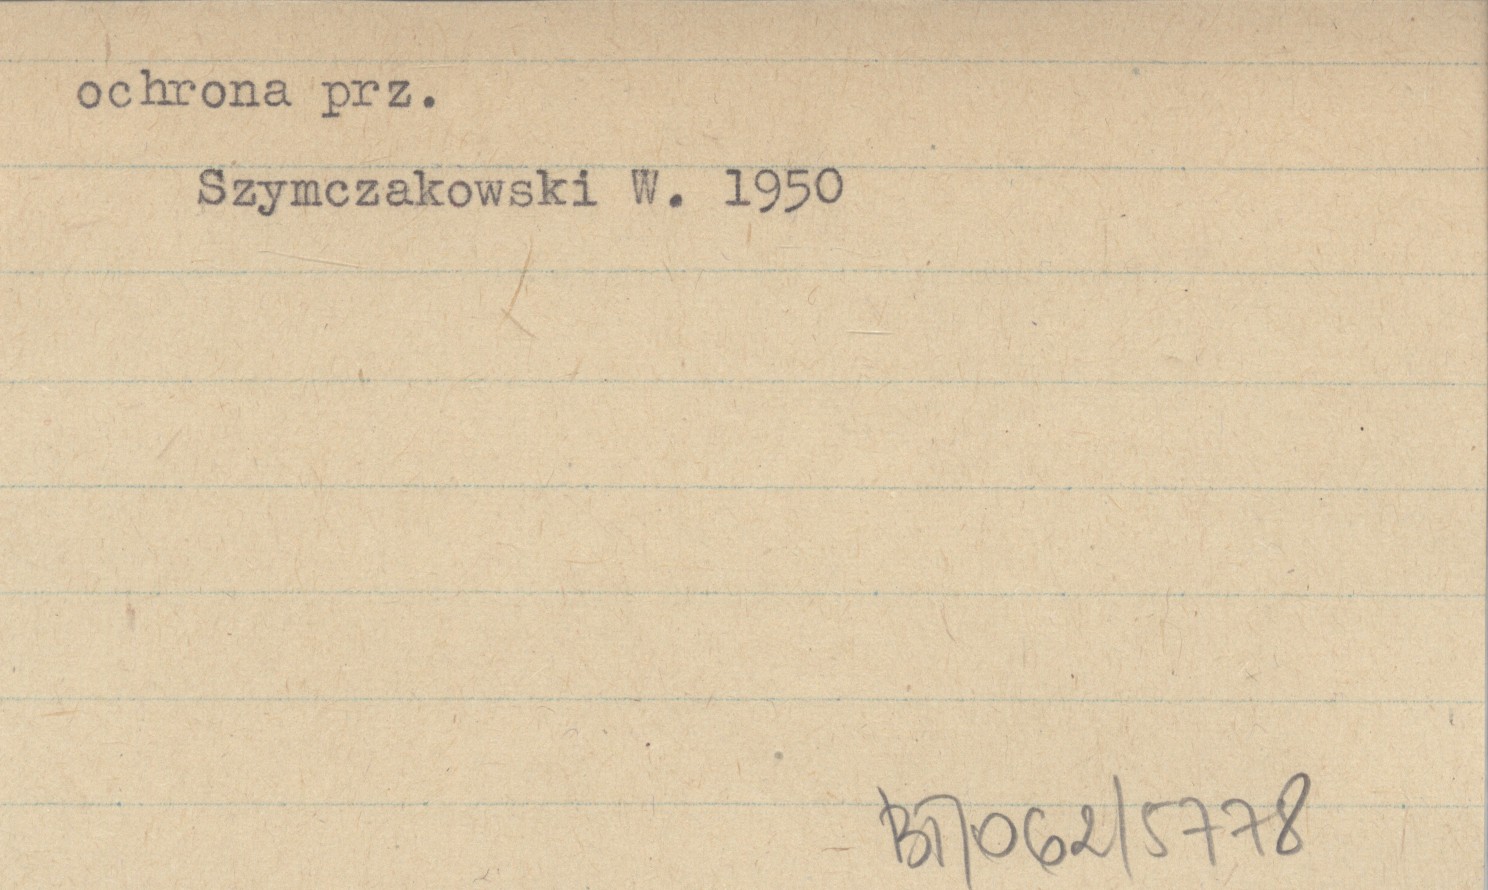 ochrona prz.
Szymczakowski W. 1950
BT/062/5778